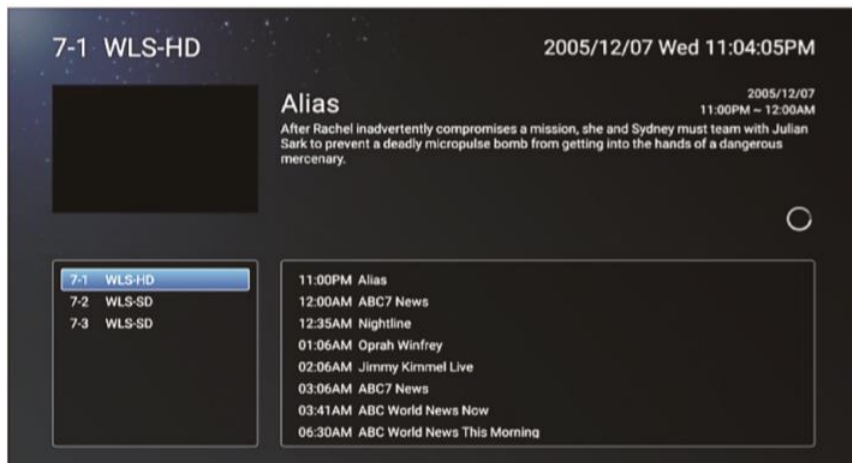 7-1 WLS-HD
2005/12/07 Wed 11:04:05PM
Alias
2005/12/07
11:00PM ~ 12:00AM
After Rachel inadvertently compromises a mission, she and Sydney must team with Julian
Sark to prevent a deadly micropulse bomb from getting into the hands of a dangerous
mercenary.
7-1 WLS-HD
7-2 WLS-SD
7-3 WLS-SD
11:00PM Alias
12:00AM ABC7 News
12:35AM Nightline
01:06AM Oprah Winfrey
02:06AM Jimmy Kimmel Live
03:06AM ABC7 News
03:41AM ABC World News Now
06:30AM ABC World News This Morning